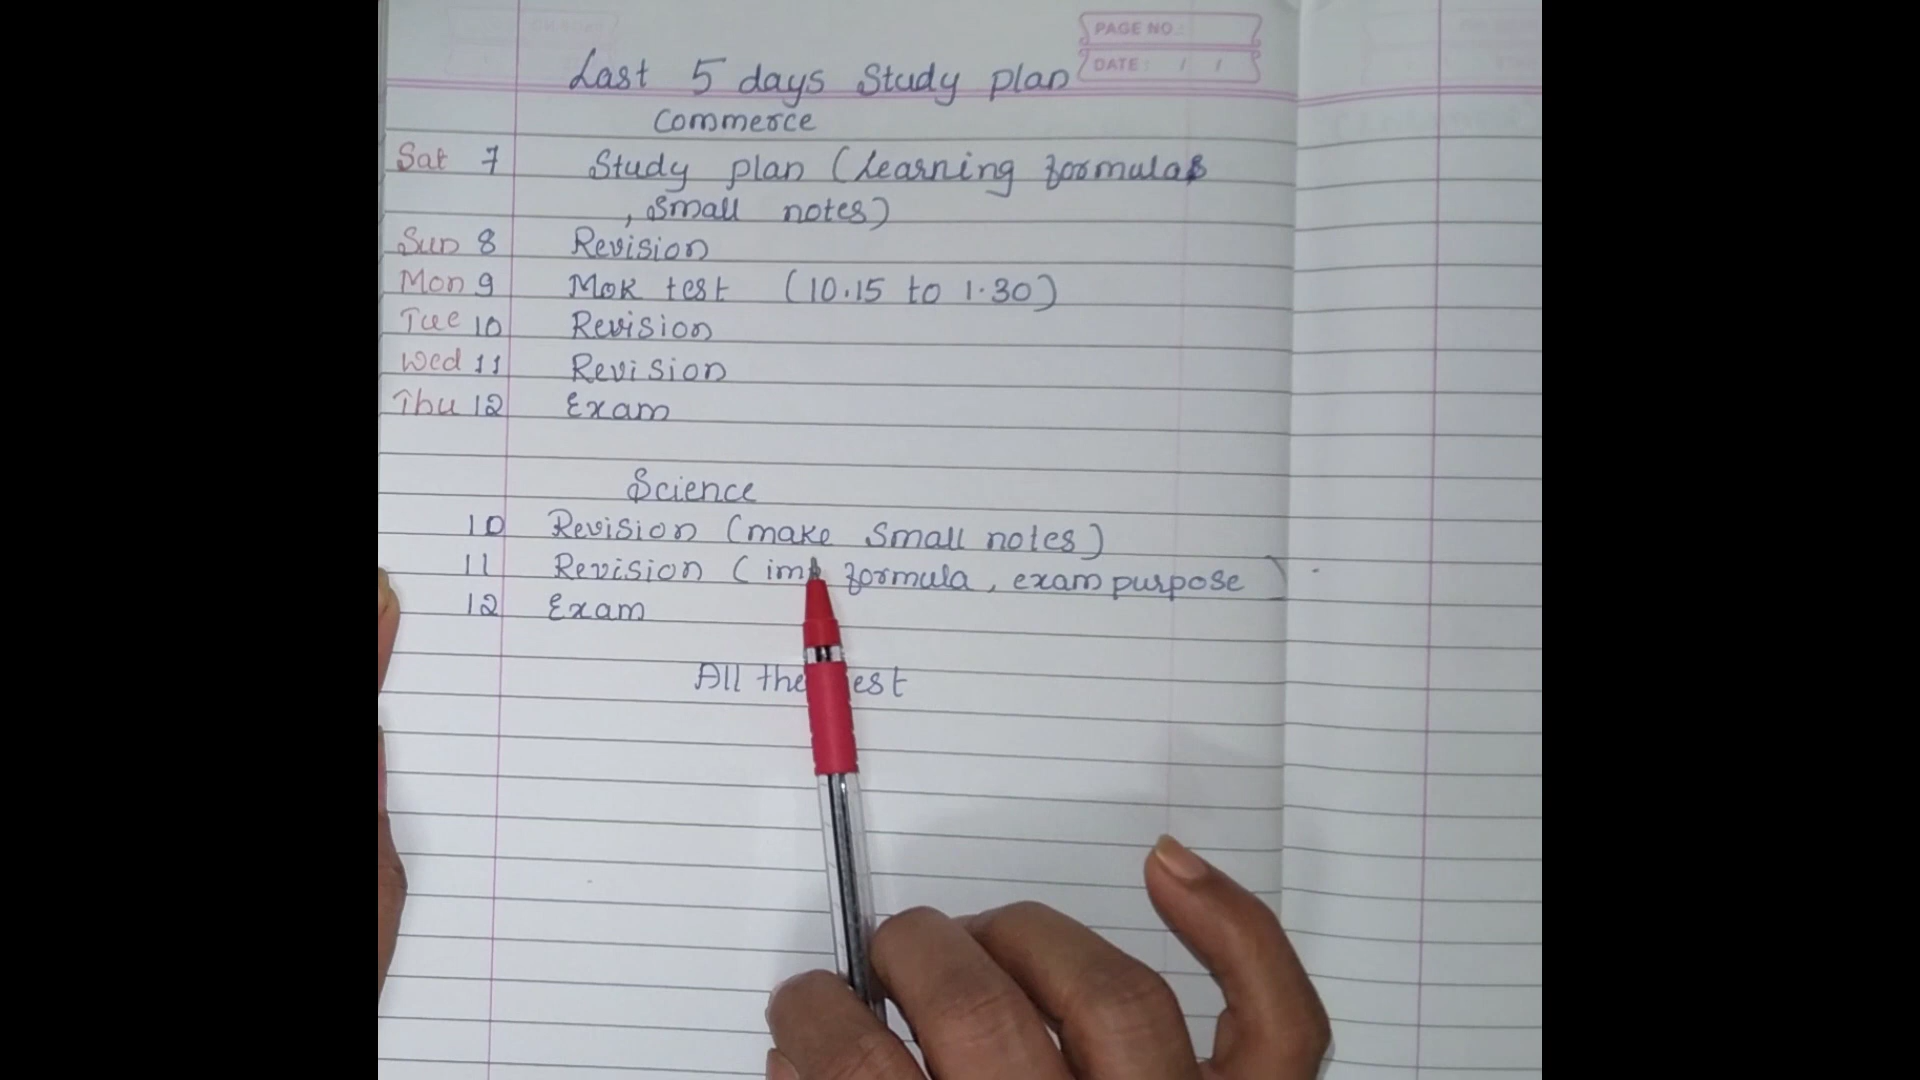 PAGE NO.:
DATE: / /
Last 5 days Study plan
Commerce
Sat 7 Study plan (Learning formulas
, Small notes)
Sun 8 Revision
Mon 9 Mok test (10.15 to 1.30)
Tue 10 Revision
Wed 11 Revision
Thu 12 Exam
Science
10 Revision (make Small notes)
11 Revision (imp formula, exam purpose)
12 Exam
All the est